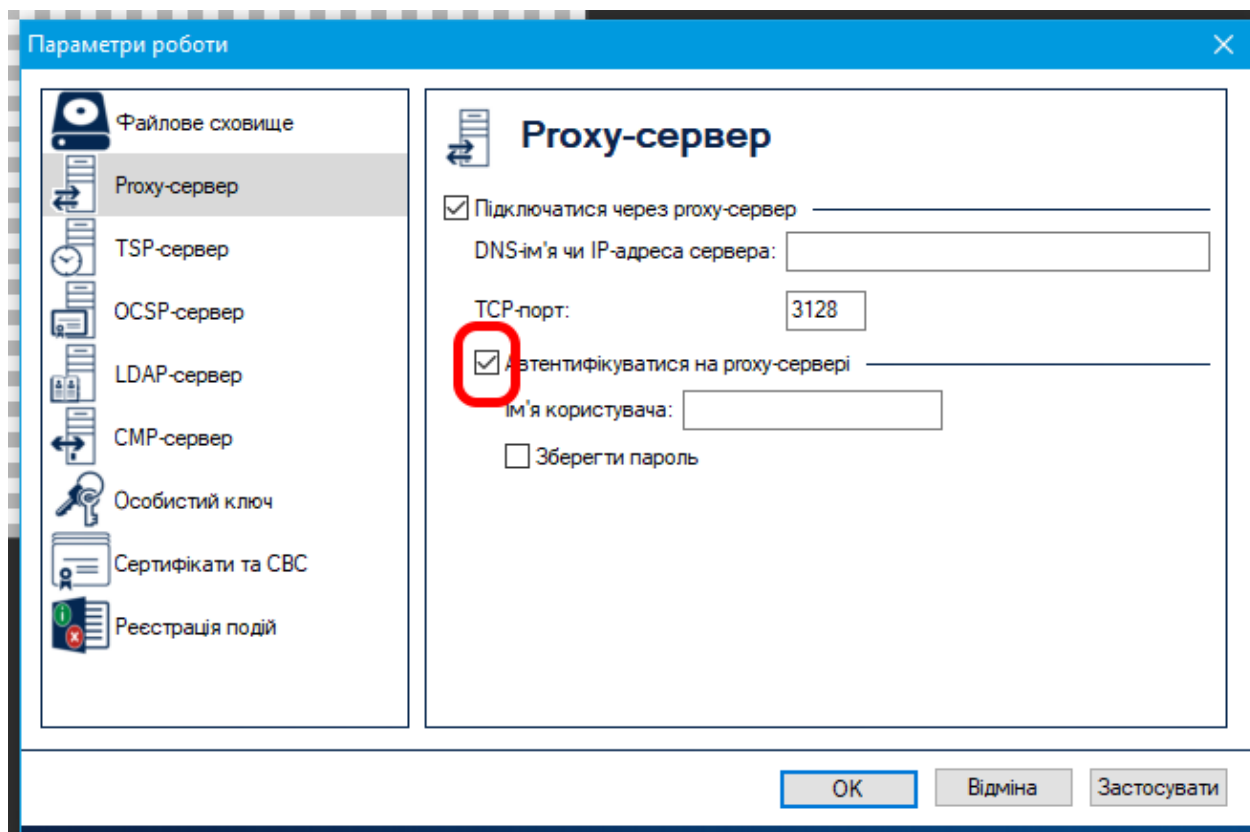 Параметри роботи
Файлове сховище
Proxy-сервер
TSP-сервер
OCSP-сервер
LDAP-сервер
CMP-сервер
Особистий ключ
Сертифікати та СВС
Реєстрація подій
Proxy-сервер
Підключатися через proxy-сервер
DNS-ім'я чи IP-адреса сервера:
TCP-порт: 3128
Автентифікуватися на proxy-сервері
Ім'я користувача:
Зберегти пароль
OK Відміна Застосувати